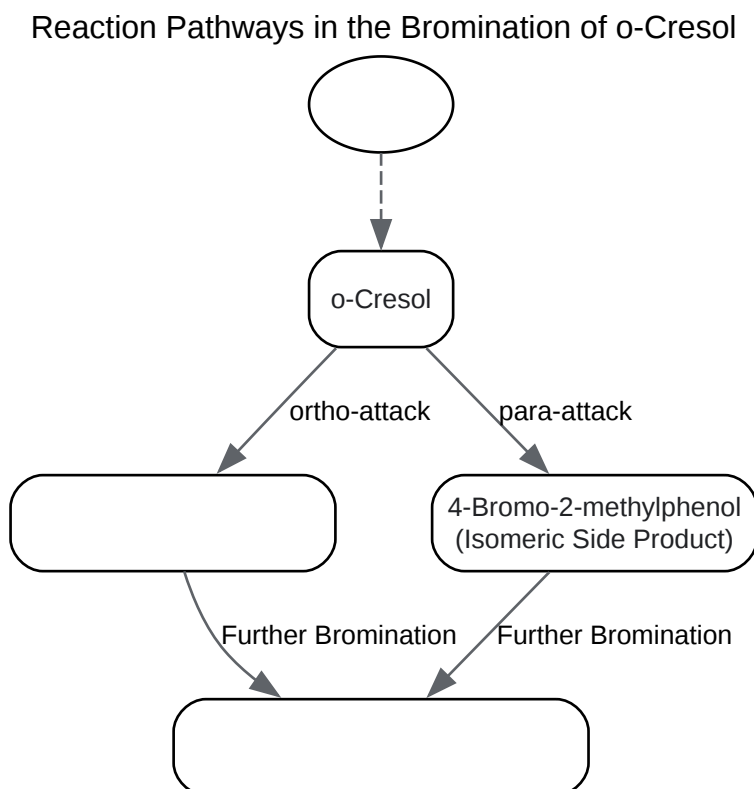 Reaction Pathways in the Bromination of o-Cresol
o-Cresol
ortho-attack
para-attack
4-Bromo-2-methylphenol
(Isomeric Side Product)
Further Bromination
Further Bromination